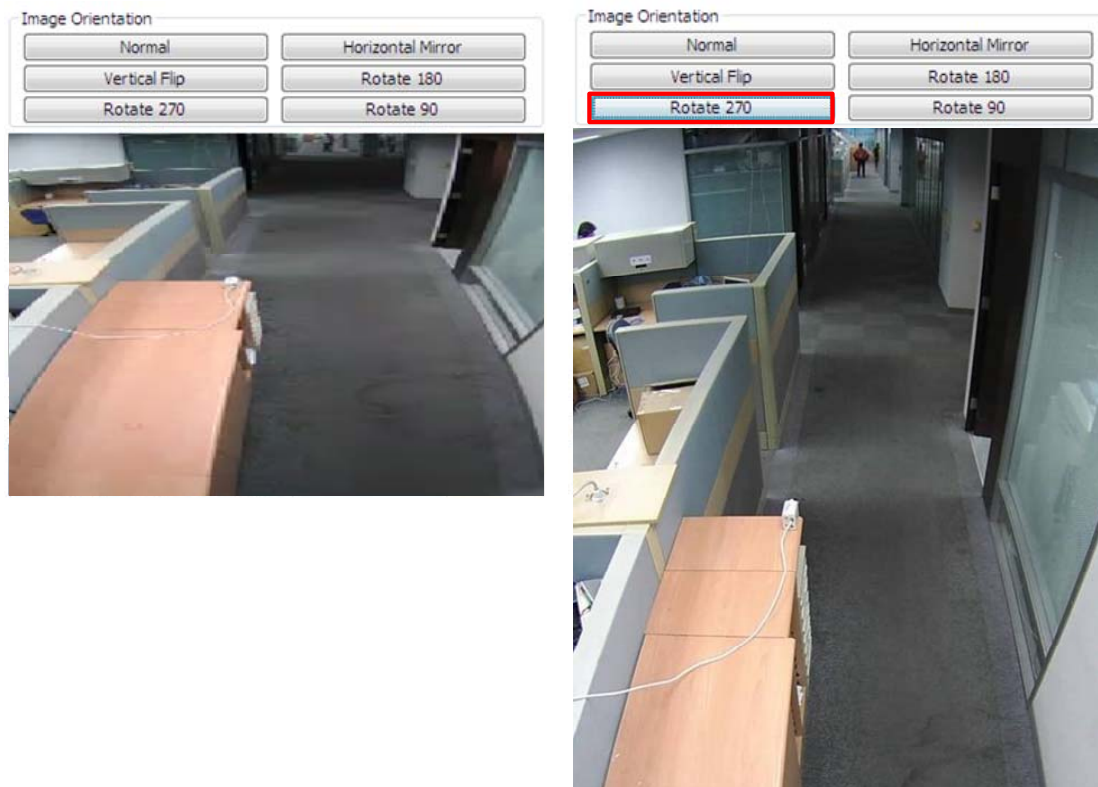 Image Orientation
Normal Horizontal Mirror
Vertical Flip Rotate 180
Rotate 270 Rotate 90
Image Orientation
Normal Horizontal Mirror
Vertical Flip Rotate 180
Rotate 270 Rotate 90